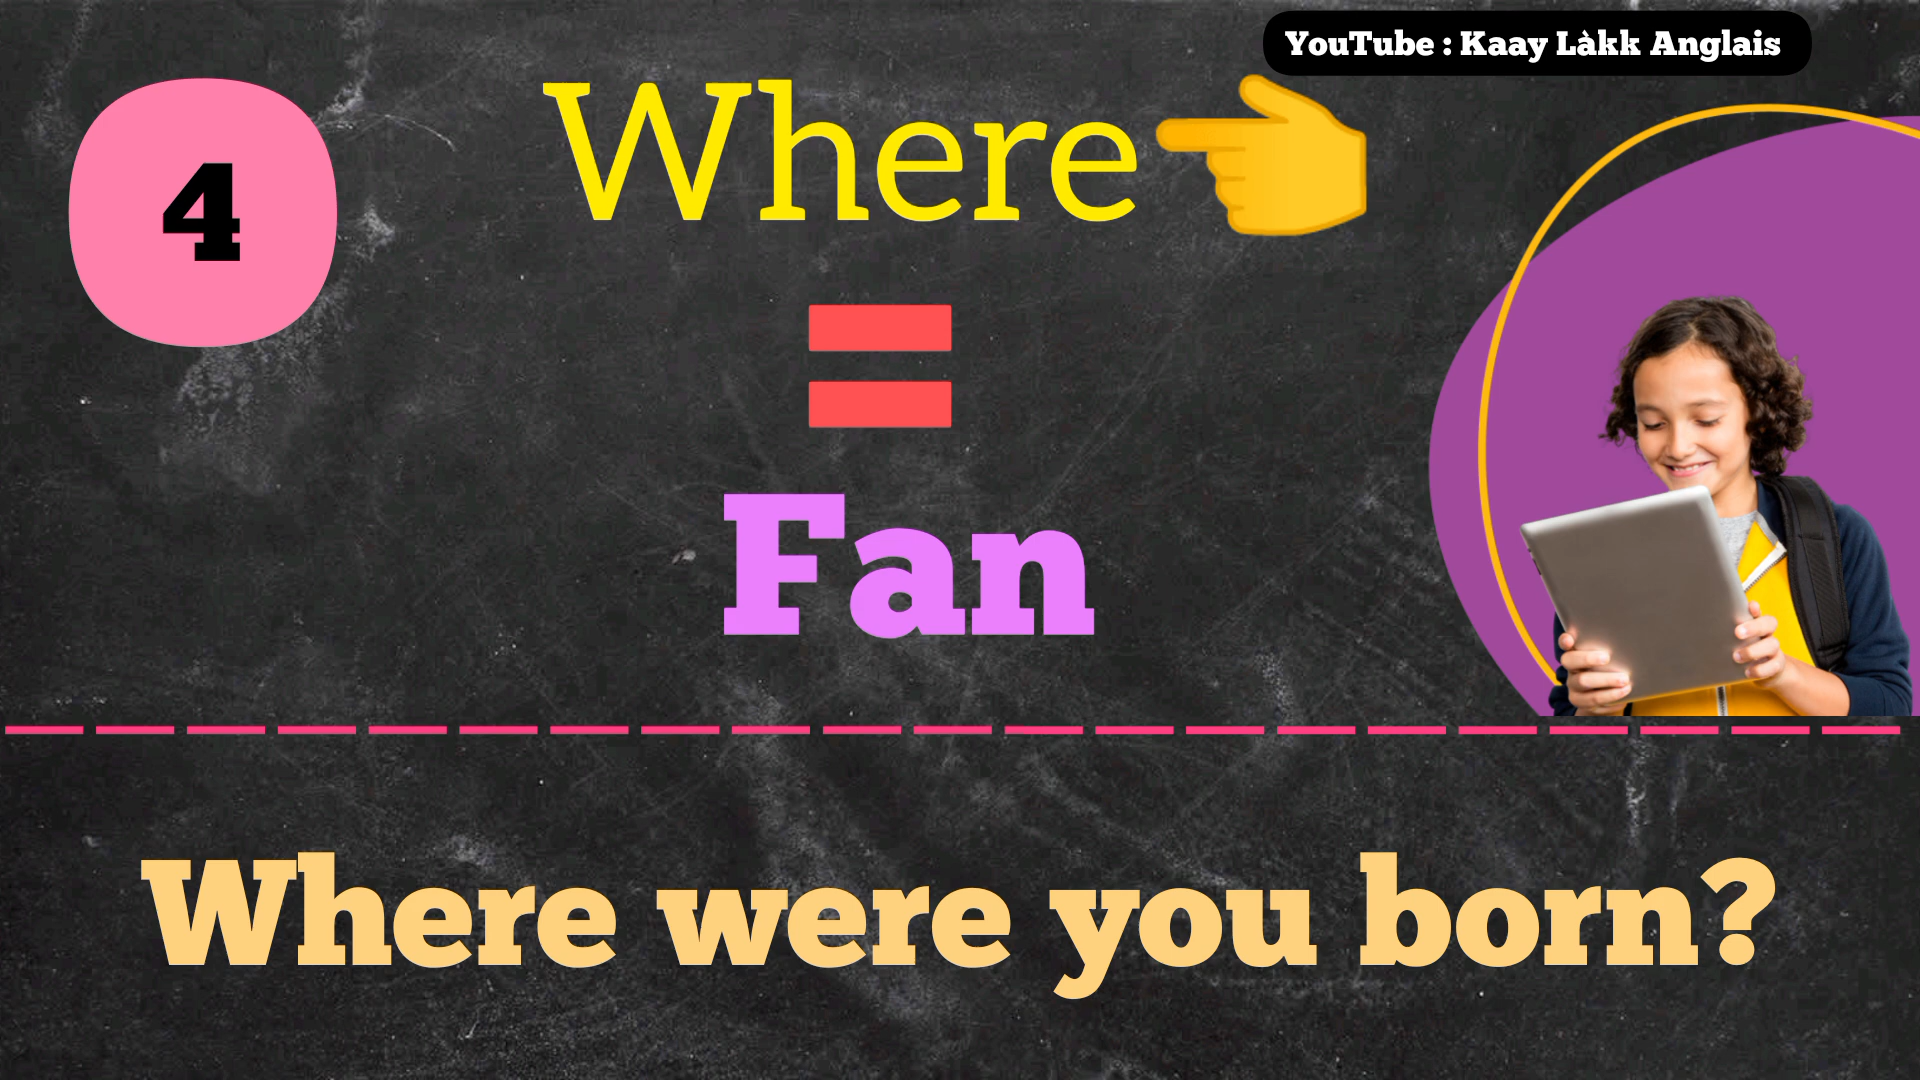 YouTube : Kaay Làkk Anglais
4
Where
=
Fan
Where were you born?